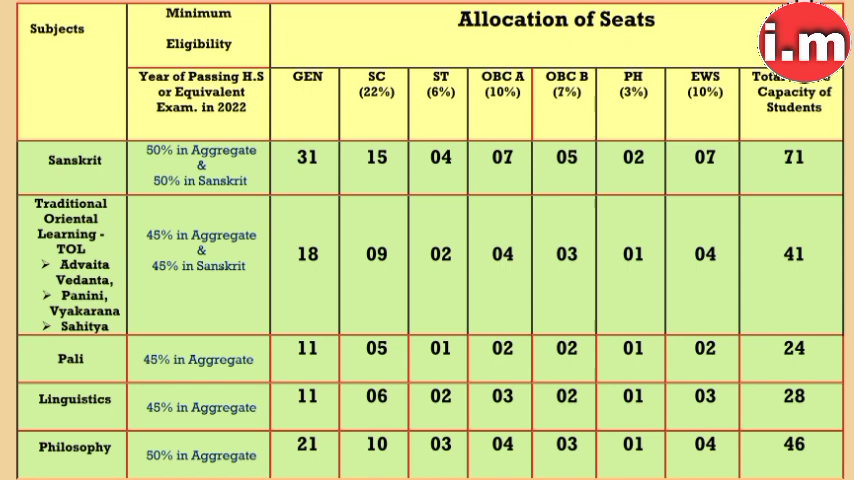 Subjects
Minimum
Eligibility
Allocation of Seats
i.m
Year of Passing H.S
or Equivalent
Exam. in 2022
GEN
SC
(22%)
ST
(6%)
OBC A
(10%)
OBC B
(7%)
PH
(3%)
EWS
(10%)
Capacity of
Students
Sanskrit
50% in Aggregate
&
50% in Sanskrit
31 15 04 07 05 02 07 71
Traditional
Oriental
Learning -
TOL
➢ Advaita
Vedanta,
➢ Panini,
Vyakarana
➢ Sahitya
45% in Aggregate
&
45% in Sanskrit
18 09 02 04 03 01 04 41
Pali
45% in Aggregate
11 05 01 02 02 01 02 24
Linguistics
45% in Aggregate
11 06 02 03 02 01 03 28
Philosophy
50% in Aggregate
21 10 03 04 03 01 04 46